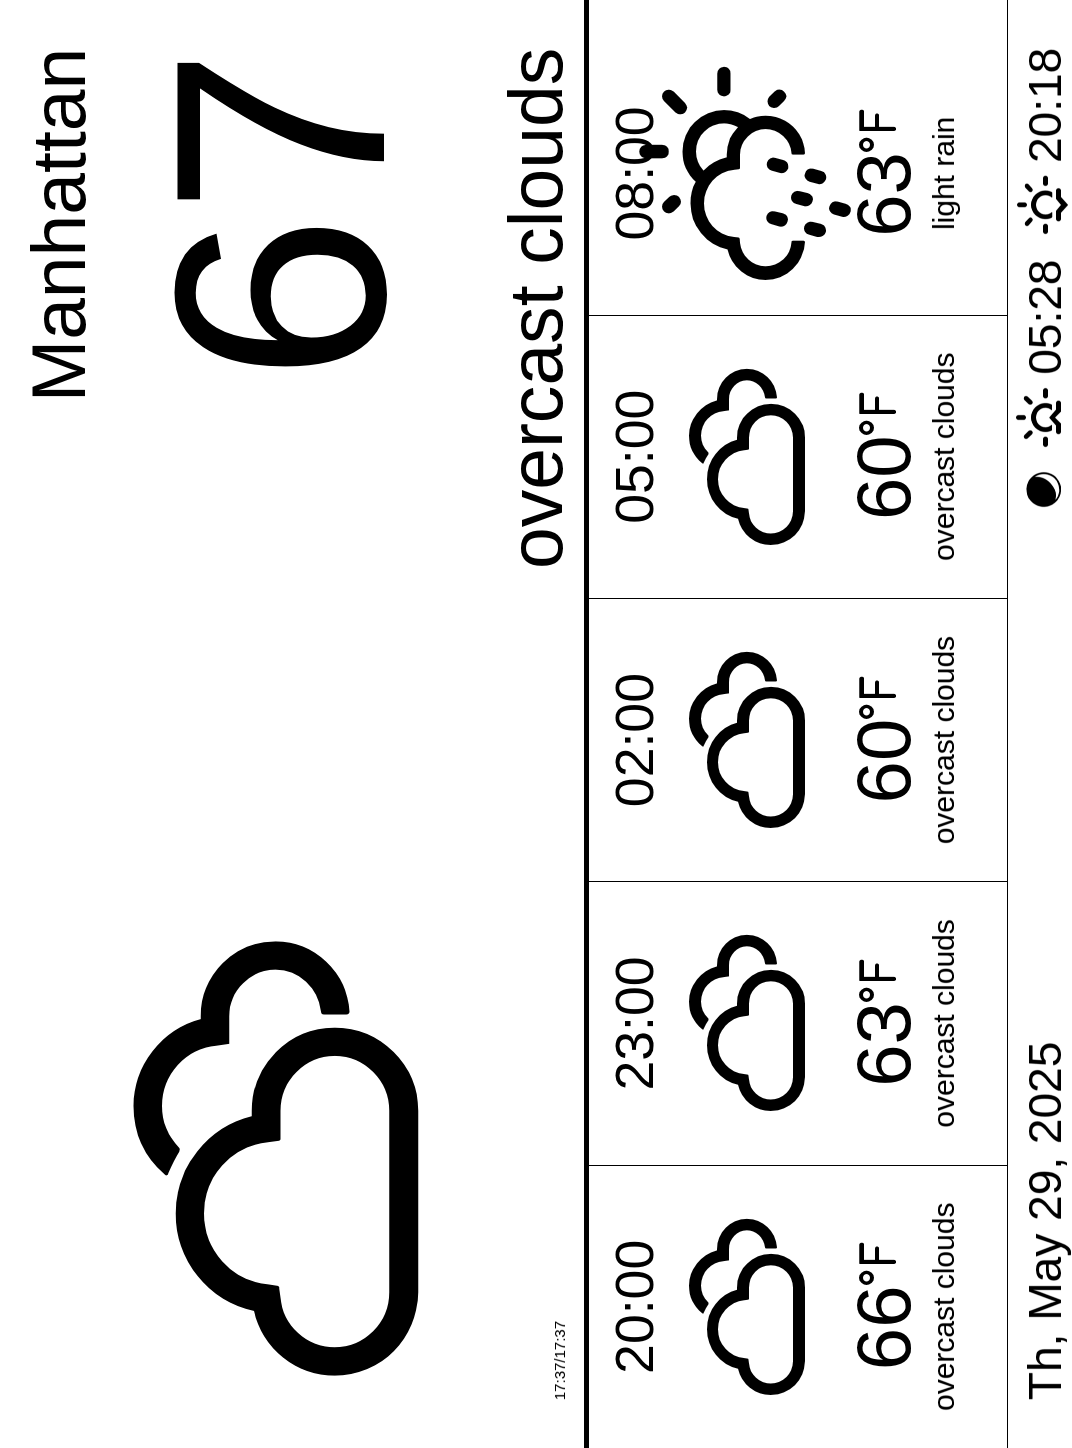 Manhattan
67
17:37/17:37
overcast clouds
20:00
66°F
overcast clouds
23:00
63°F
overcast clouds
02:00
60°F
overcast clouds
05:00
60°F
overcast clouds
08:00
63°F
light rain
Th, May 29, 2025
05:28
20:18